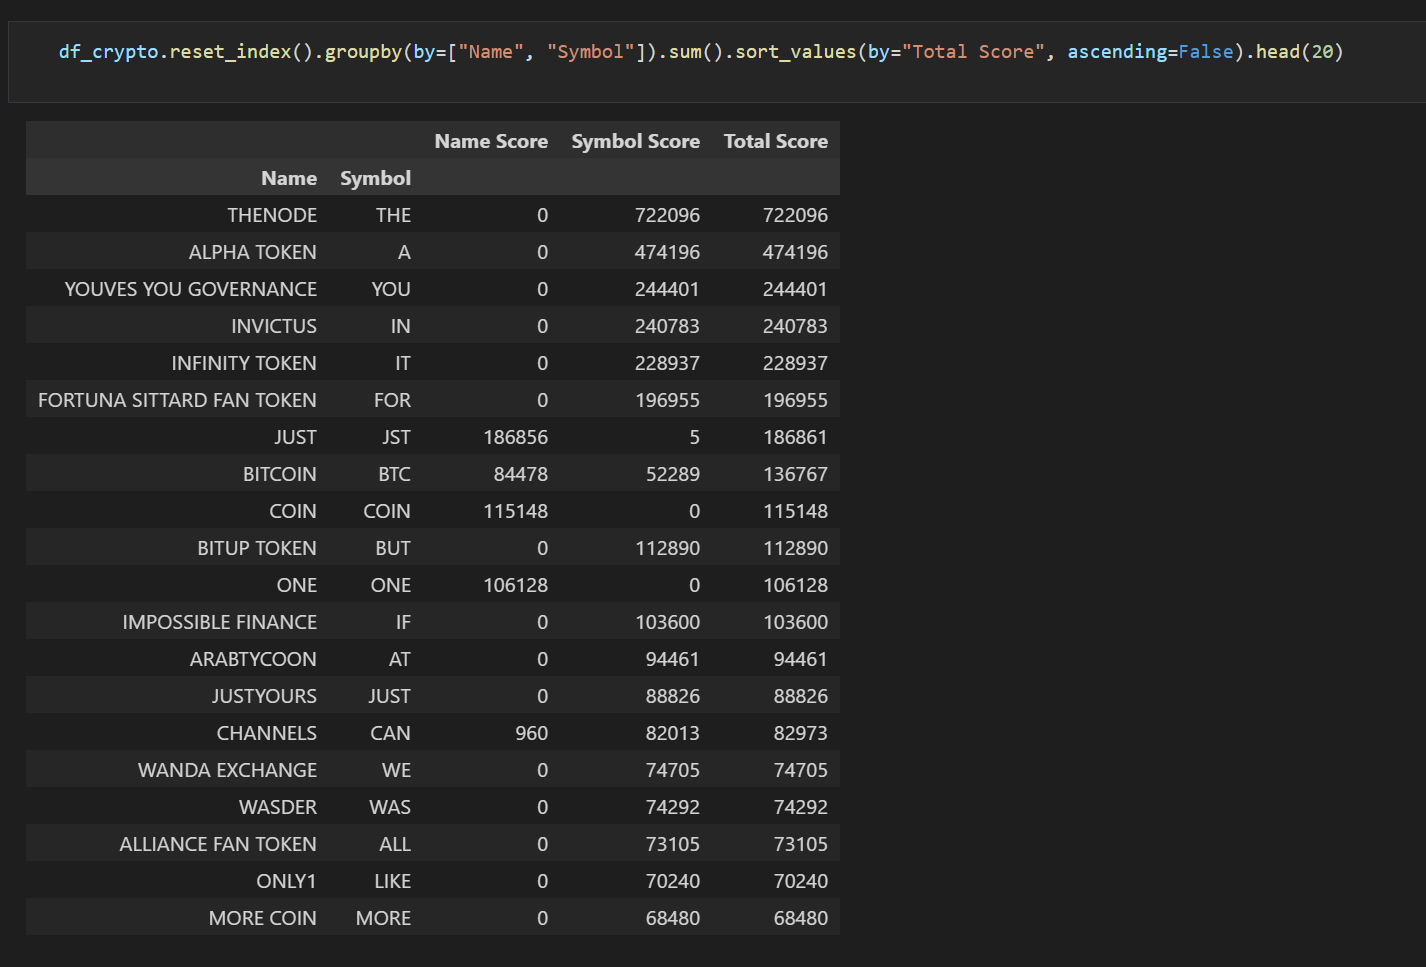 df_crypto.reset_index().groupby(by=["Name", "Symbol"]).sum().sort_values(by="Total Score", ascending=False).head(20)
Name Score Symbol Score Total Score
Name Symbol
THENODE THE 0 722096 722096
ALPHA TOKEN A 0 474196 474196
YOUVES YOU GOVERNANCE YOU 0 244401 244401
INVICTUS IN 0 240783 240783
INFINITY TOKEN IT 0 228937 228937
FORTUNA SITTARD FAN TOKEN FOR 0 196955 196955
JUST JST 186856 5 186861
BITCOIN BTC 84478 52289 136767
COIN COIN 115148 0 115148
BITUP TOKEN BUT 0 112890 112890
ONE ONE 106128 0 106128
IMPOSSIBLE FINANCE IF 0 103600 103600
ARABTYCOON AT 0 94461 94461
JUSTYOURS JUST 0 88826 88826
CHANNELS CAN 960 82013 82973
WANDA EXCHANGE WE 0 74705 74705
WASDER WAS 0 74292 74292
ALLIANCE FAN TOKEN ALL 0 73105 73105
ONLY1 LIKE 0 70240 70240
MORE COIN MORE 0 68480 68480